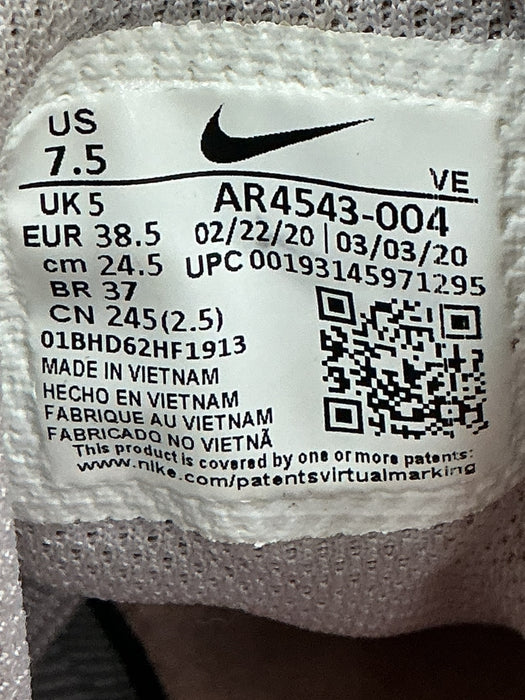 US
7.5
VE
UK 5
AR4543-004
EUR 38.5
02/22/20 | 03/03/20
cm 24.5
UPC 00193145971295
BR 37
CN 245(2.5)
01BHD62HF1913
MADE IN VIETNAM
HECHO EN VIETNAM
FABRIQUE AU VIETNAM
FABRICADO NO VIETNÃ
This product is covered by one or more patents:
www.nike.com/patentsvirtualmarking